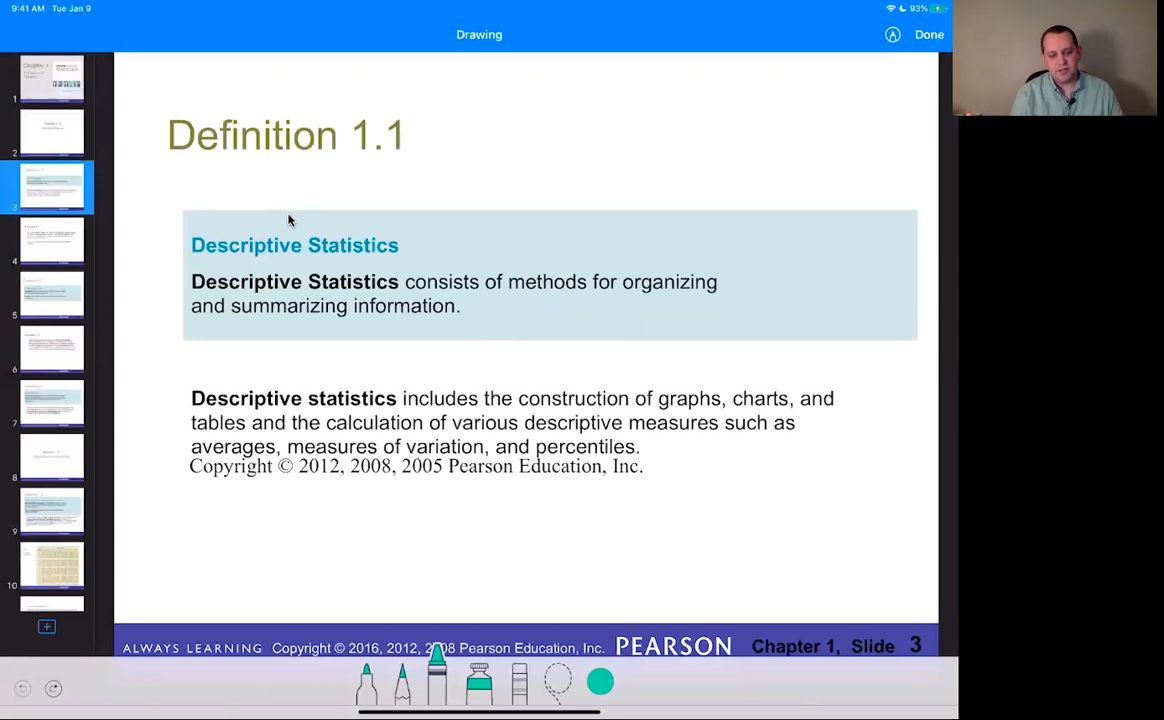 9:41 AM Tue Jan 9
93%
Drawing
Done
Definition 1.1
Descriptive Statistics
Descriptive Statistics consists of methods for organizing
and summarizing information.
Descriptive statistics includes the construction of graphs, charts, and
tables and the calculation of various descriptive measures such as
averages, measures of variation, and percentiles.
Copyright © 2012, 2008, 2005 Pearson Education, Inc.
ALWAYS LEARNING Copyright © 2016, 2012, 2008 Pearson Education, Inc. PEARSON Chapter 1, Slide 3
1
2
3
4
5
6
7
8
9
10